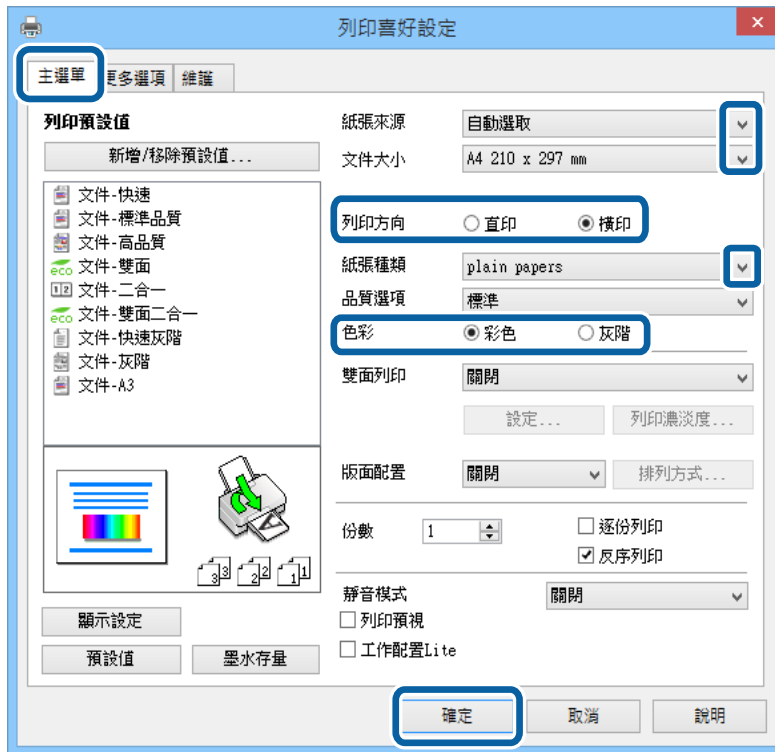 列印喜好設定
主選單 更多選項 維護
列印預設值
新增/移除預設值...
文件-快速
文件-標準品質
文件-高品質
eco 文件-雙面
12 文件-二合一
eco 文件-雙面二合一
文件-快速灰階
文件-灰階
文件-A3
33 22 11
顯示設定
預設值 墨水存量
紙張來源 自動選取
文件大小 A4 210 x 297 mm
列印方向 直印 橫印
紙張種類 plain papers
品質選項 標準
色彩 彩色 灰階
雙面列印 關閉
設定... 列印濃淡度...
版面配置 關閉 排列方式...
份數 1 逐份列印
反序列印
靜音模式 關閉
列印預視
工作配置Lite
確定 取消 說明